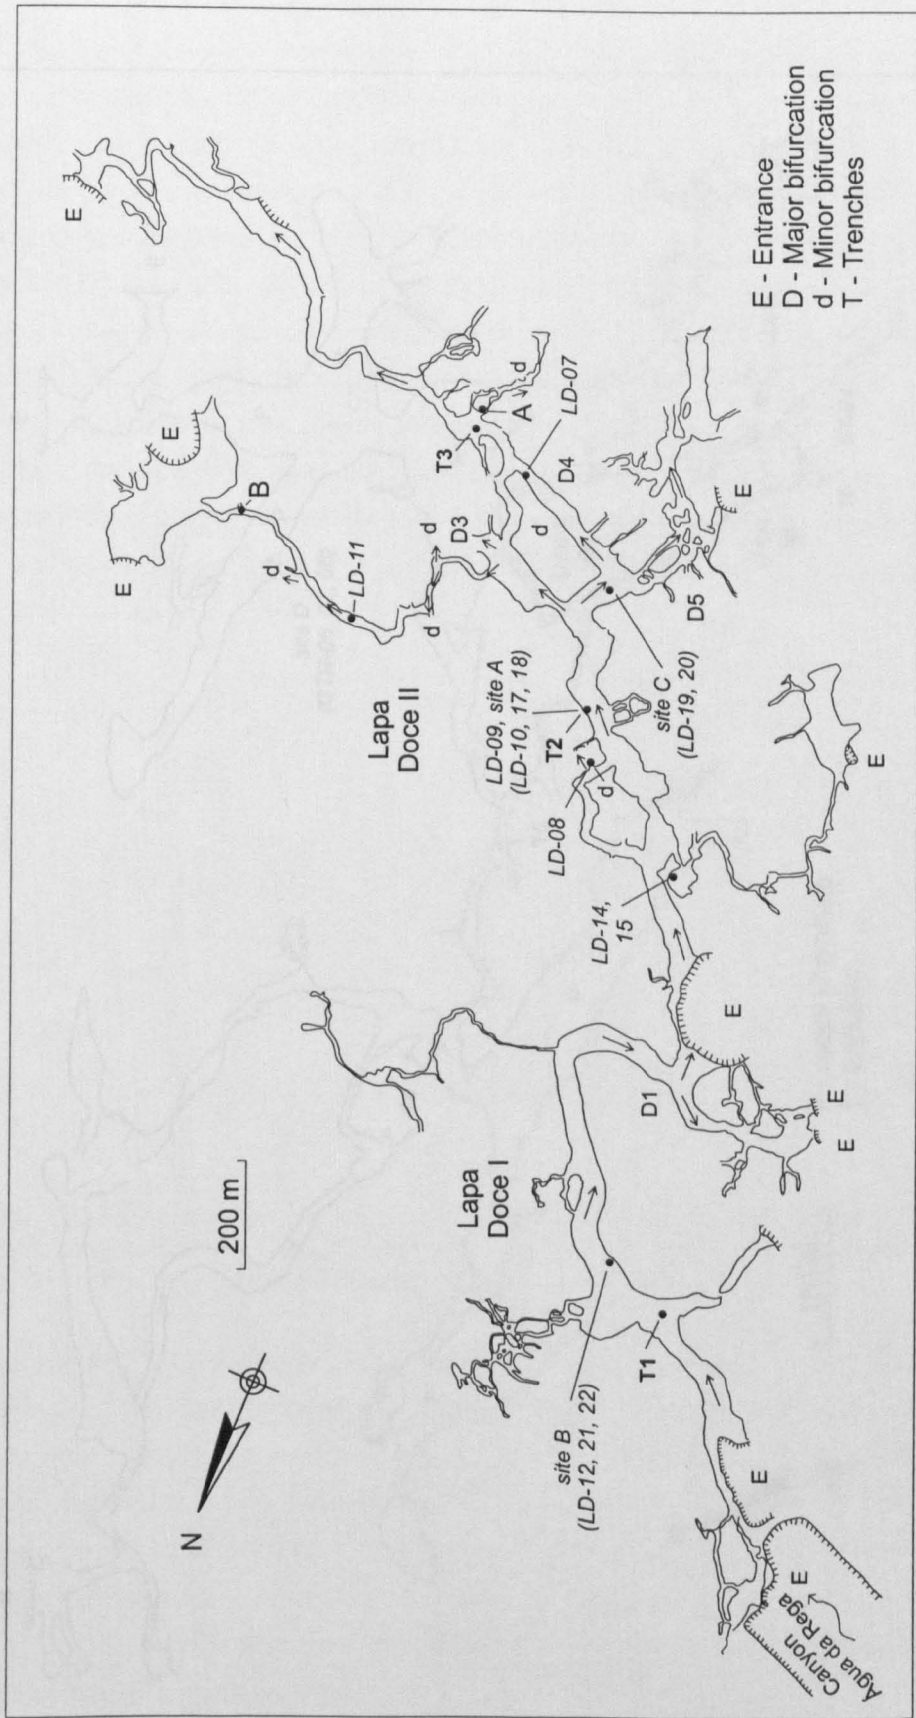 E - Entrance
D - Major bifurcation
d - Minor bifurcation
T - Trenches
N
200 m
Lapa
Doce I
Lapa
Doce II
Canyon
Água da Rega
E
E
T1
site B
(LD-12, 21, 22)
D1
E
E
E
LD-14,
15
E
LD-08
d
T2
LD-09, site A
(LD-10, 17, 18)
site C
(LD-19, 20)
D5
E
d
D3
D4
LD-07
T3
A
d
d
d
LD-11
d
B
E
E
E